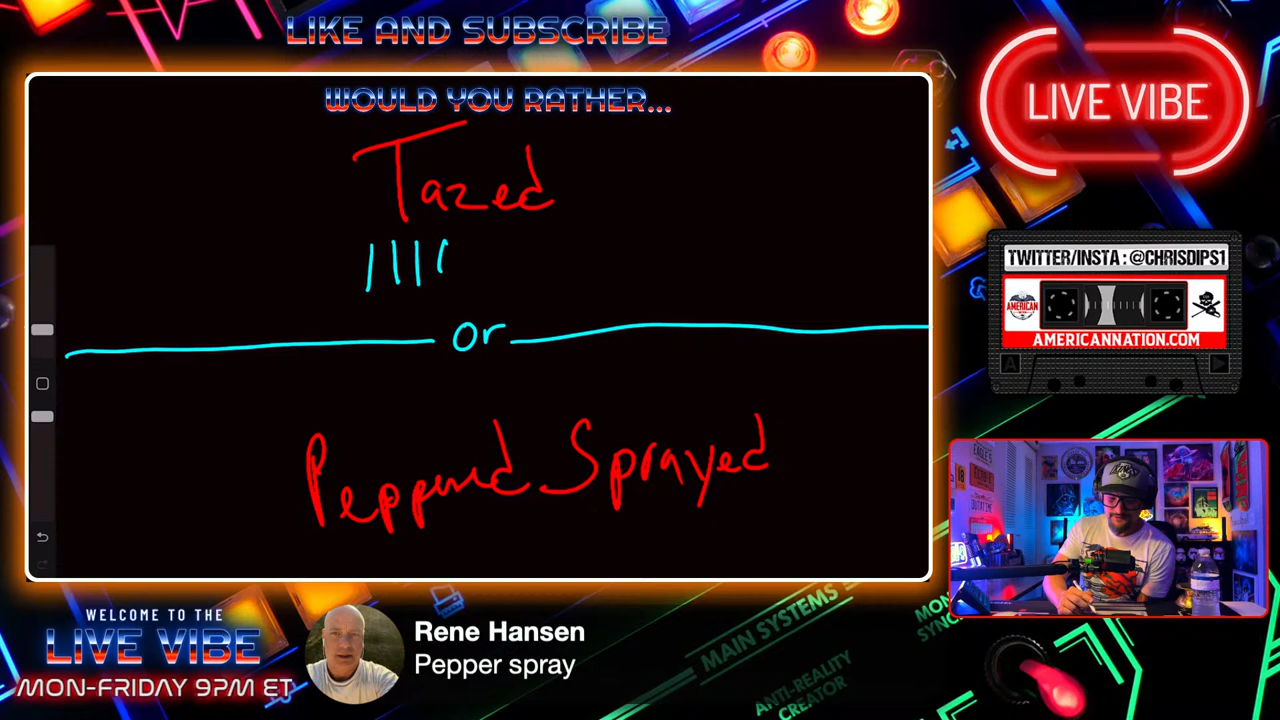 LIKE AND SUBSCRIBE
WOULD YOU RATHER...
Tazed
or
Peppered Sprayed
LIVE VIBE
TWITTER/INSTA : @CHRISDIPS1
AMERICAN
A
AMERICANNATION.COM
WELCOME TO THE
LIVE VIBE
MON-FRIDAY 9PM ET
Rene Hansen
Pepper spray
MAIN SYSTEMS
ANTI-REALITY
CREATOR